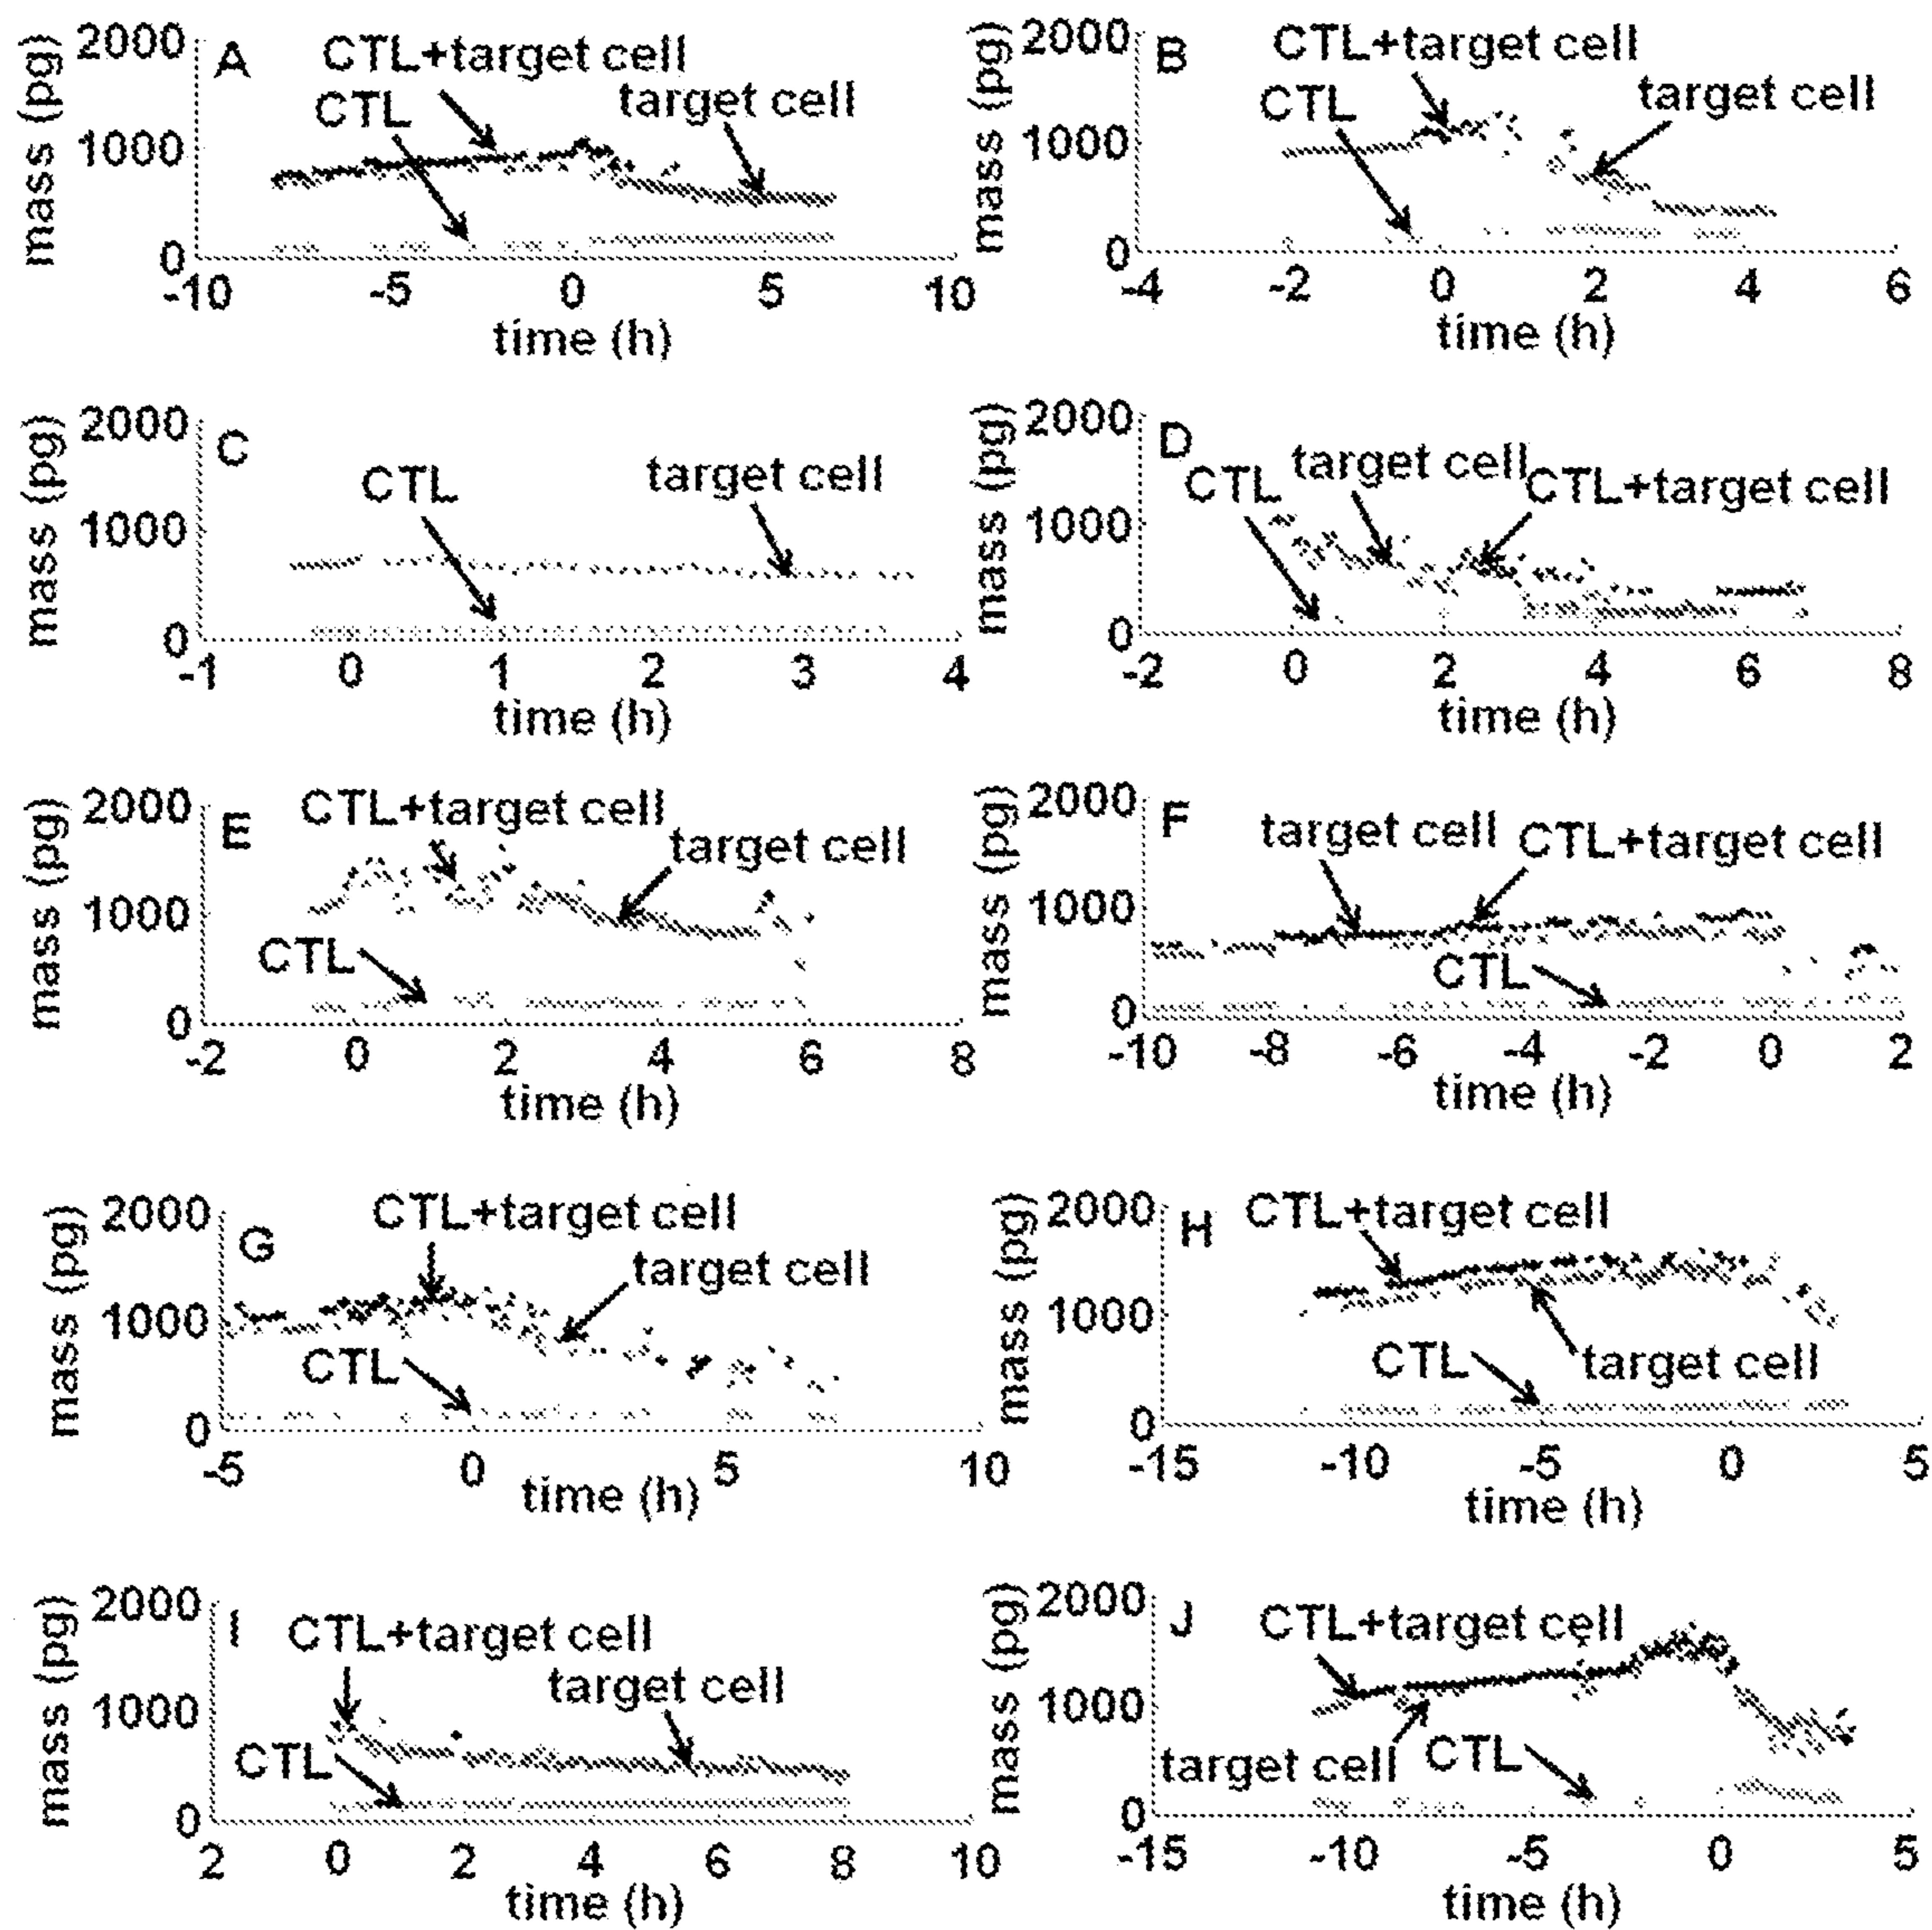 A
CTL+target cell
CTL
target cell
2000
1000
0
mass (pg)
-10 -5 0 5 10
time (h)
B
CTL+target cell
CTL
target cell
2000
1000
0
mass (pg)
-4 -2 0 2 4 6
time (h)
C
CTL
target cell
2000
1000
0
mass (pg)
-1 0 1 2 3 4
time (h)
D
CTL
target cell
CTL+target cell
2000
1000
0
mass (pg)
-2 0 2 4 6 8
time (h)
E
CTL+target cell
target cell
CTL
2000
1000
0
mass (pg)
-2 0 2 4 6 8
time (h)
F
target cell
CTL+target cell
CTL
2000
1000
0
mass (pg)
-10 -8 -6 -4 -2 0 2
time (h)
G
CTL+target cell
target cell
CTL
2000
1000
0
mass (pg)
-5 0 5 10
time (h)
H
CTL+target cell
CTL
target cell
2000
1000
0
mass (pg)
-15 -10 -5 0 5
time (h)
I
CTL+target cell
target cell
CTL
2000
1000
0
mass (pg)
2 0 2 4 6 8 10
time (h)
J
CTL+target cell
target cell
CTL
2000
1000
0
mass (pg)
-15 -10 -5 0 5
time (h)